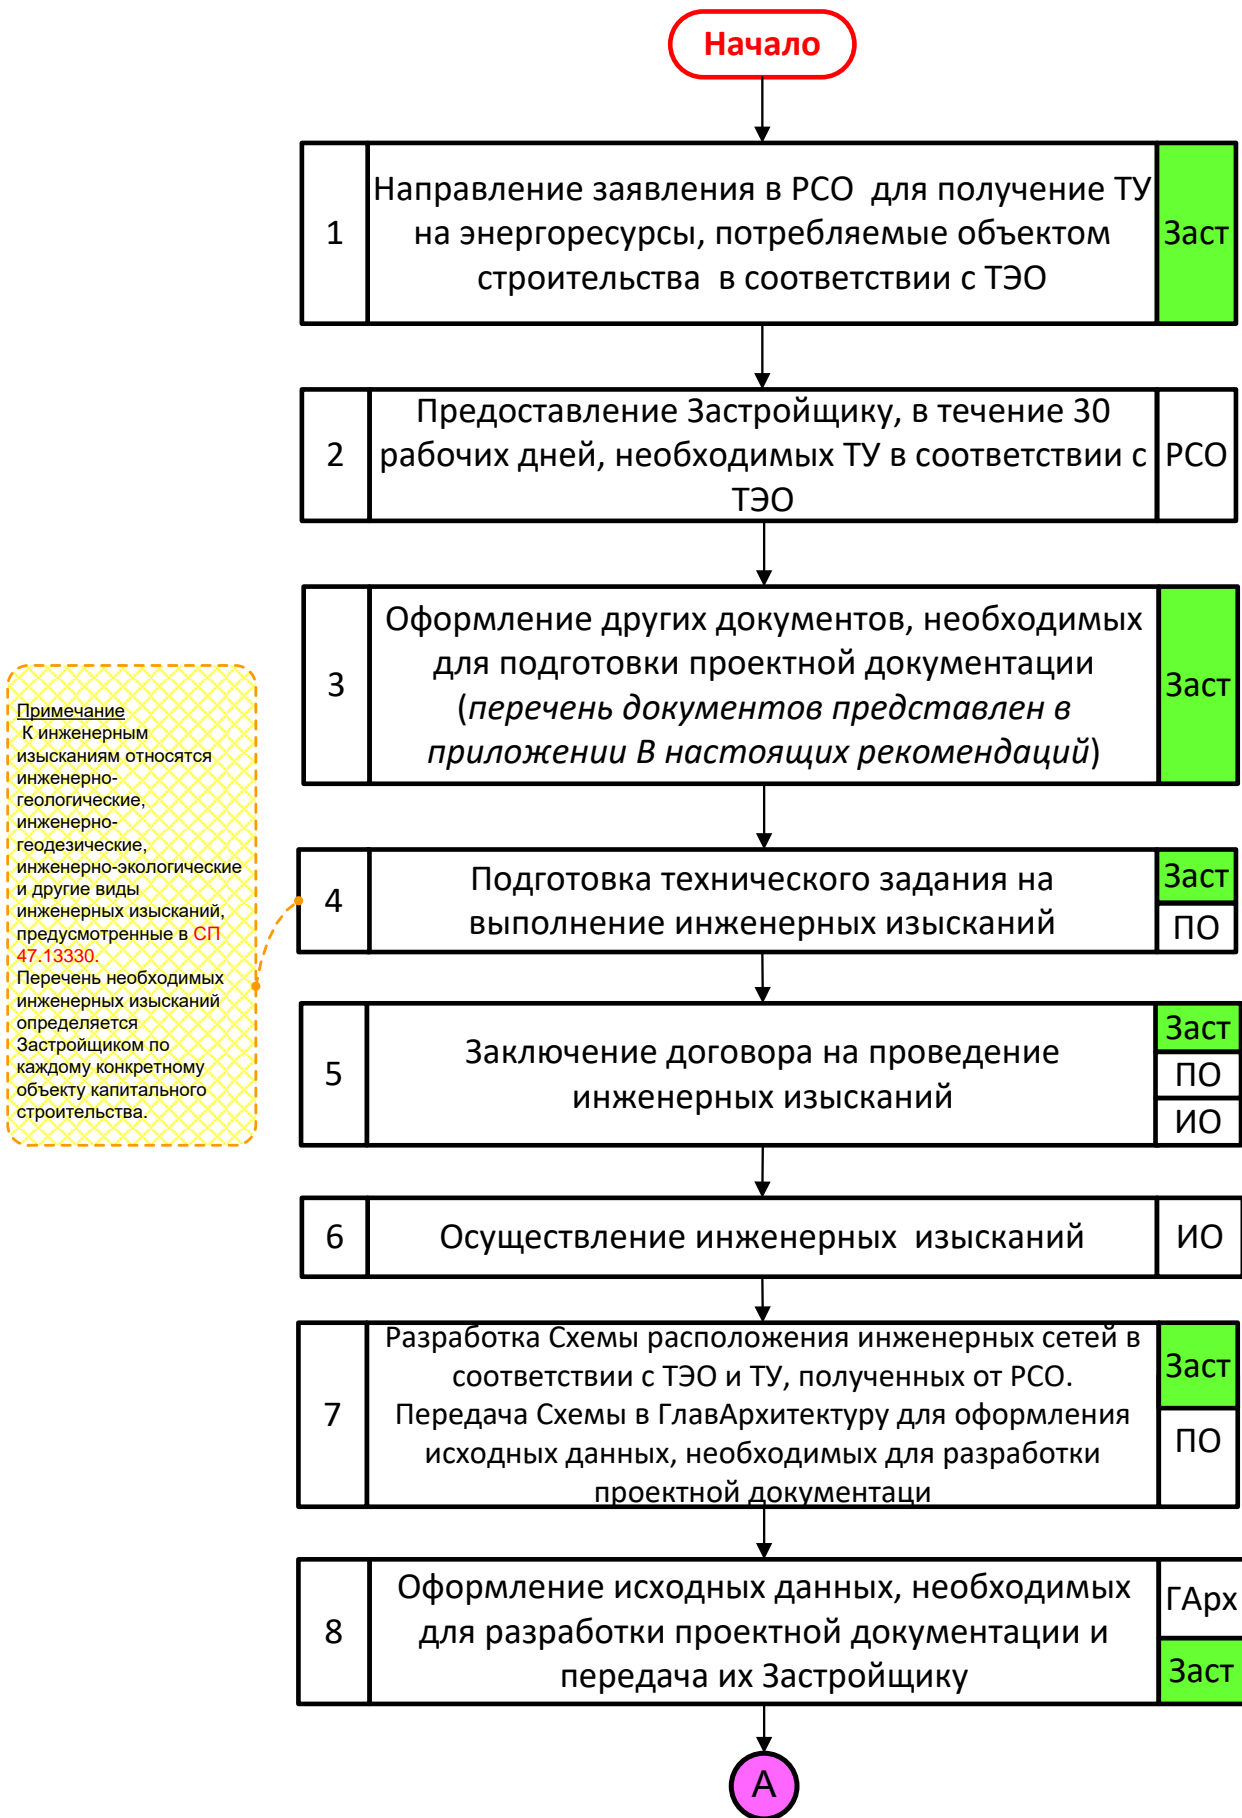 Начало
1
Направление заявления в РСО  для получение ТУ
на энергоресурсы, потребляемые объектом
строительства  в соответствии с ТЭО
Заст
2
Предоставление Застройщику, в течение 30
рабочих дней, необходимых ТУ в соответствии с
ТЭО
РСО
3
Оформление других документов, необходимых
для подготовки проектной документации
(перечень документов представлен в
приложении В настоящих рекомендаций)
Заст
Примечание
К инженерным
изысканиям относятся
инженерно-
геологические,
инженерно-
геодезические,
инженерно-экологические
и другие виды
инженерных изысканий,
предусмотренные в СП
47.13330.
Перечень необходимых
инженерных изысканий
определяется
Застройщиком по
каждому конкретному
объекту капитального
строительства.
4
Подготовка технического задания на
выполнение инженерных изысканий
Заст
ПО
5
Заключение договора на проведение
инженерных изысканий
Заст
ПО
ИО
6
Осуществление инженерных  изысканий
ИО
7
Разработка Схемы расположения инженерных сетей в
соответствии с ТЭО и ТУ, полученных от РСО.
Передача Схемы в ГлавАрхитектуру для оформления
исходных данных, необходимых для разработки
проектной документаци
Заст
ПО
8
Оформление исходных данных, необходимых
для разработки проектной документации и
передача их Застройщику
ГАрх
Заст
А